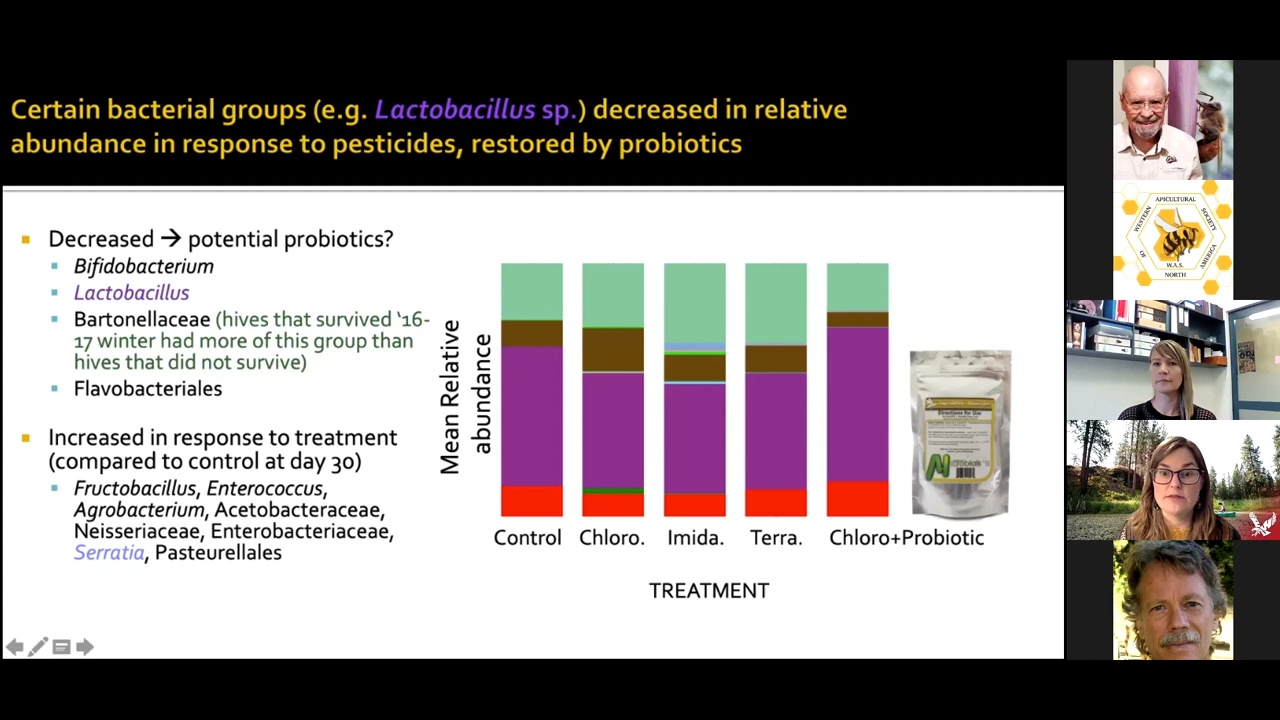 Certain bacterial groups (e.g. Lactobacillus sp.) decreased in relative
abundance in response to pesticides, restored by probiotics
Decreased → potential probiotics?
Bifidobacterium
Lactobacillus
Bartonellaceae (hives that survived ‘16-
17 winter had more of this group than
hives that did not survive)
Flavobacteriales
Increased in response to treatment
(compared to control at day 30)
Fructobacillus, Enterococcus,
Agrobacterium, Acetobacteraceae,
Neisseriaceae, Enterobacteriaceae,
Serratia, Pasteurellales
Mean Relative
abundance
Control
Chloro.
Imida.
Terra.
Chloro+Probiotic
TREATMENT
Directions for Use
WESTERN
APICULTURAL
SOCIETY
OF
W.A.S.
NORTH
AMERICA